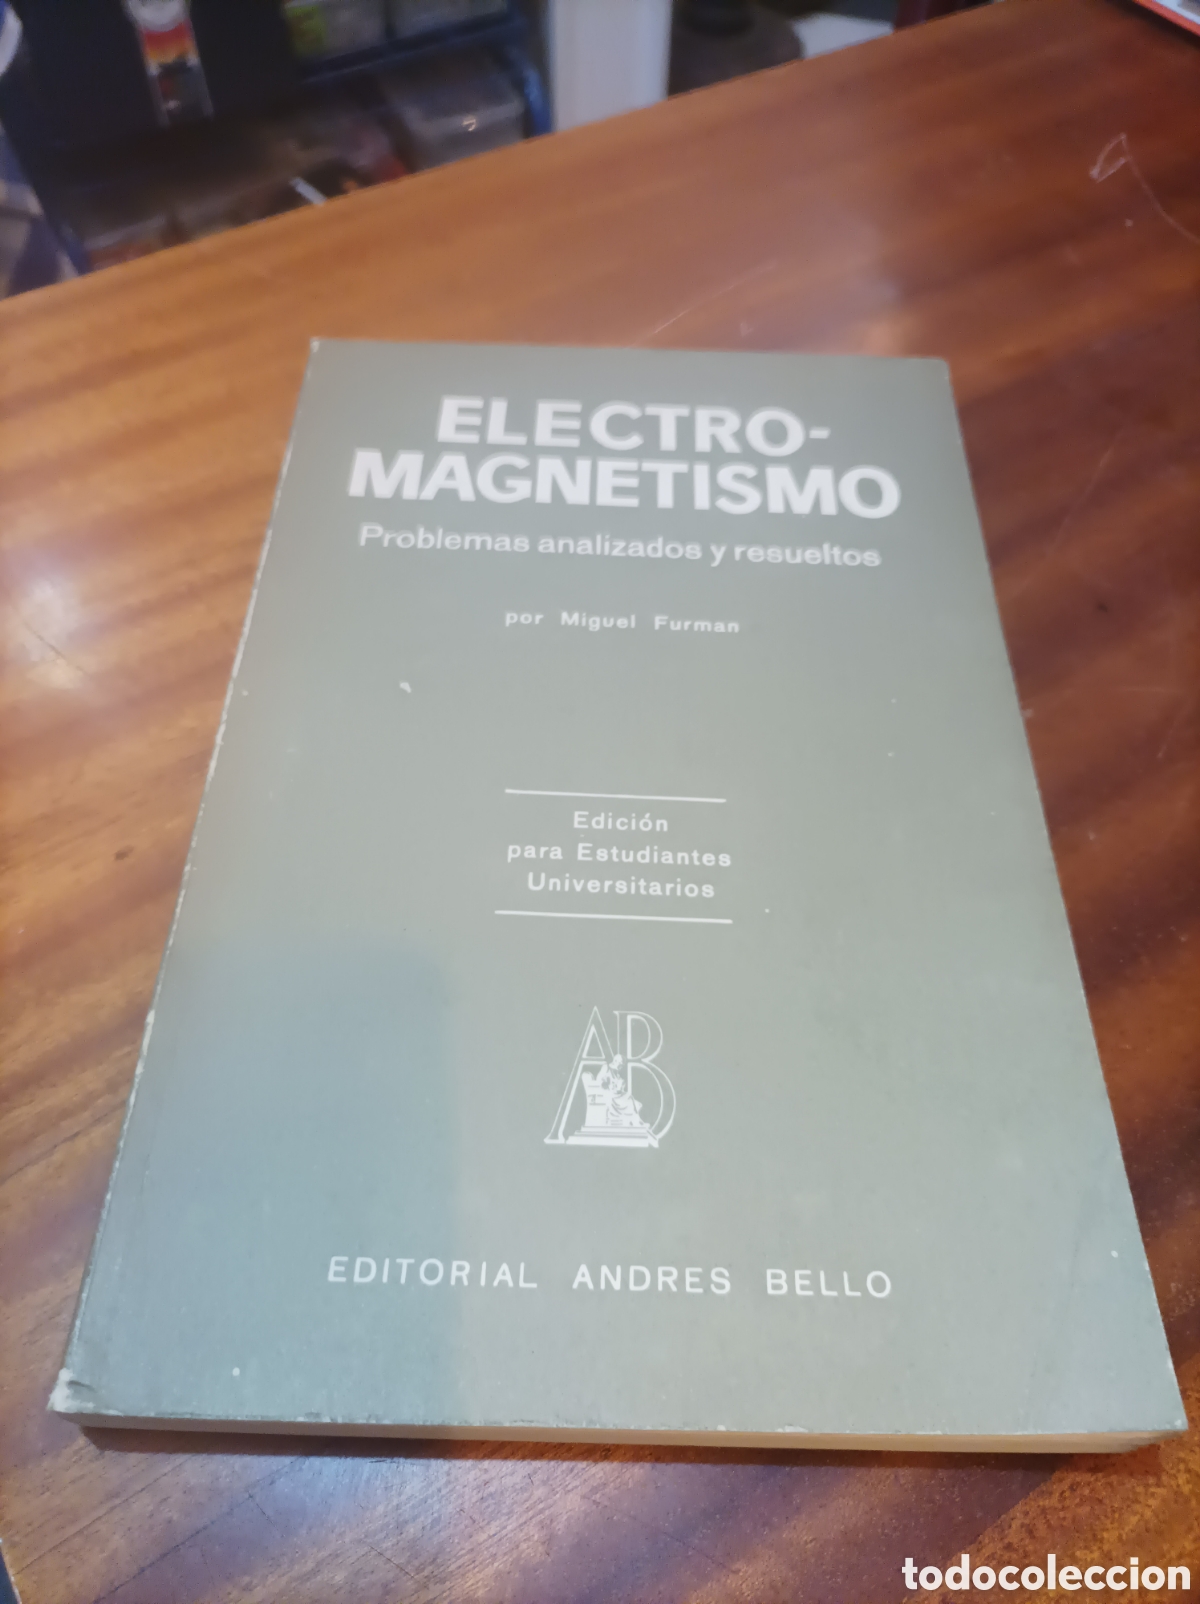 ELECTRO-
MAGNETISMO
Problemas analizados y resueltos
por Miguel Furman
Edición
para Estudiantes
Universitarios
AB
EDITORIAL ANDRES BELLO
todocoleccion